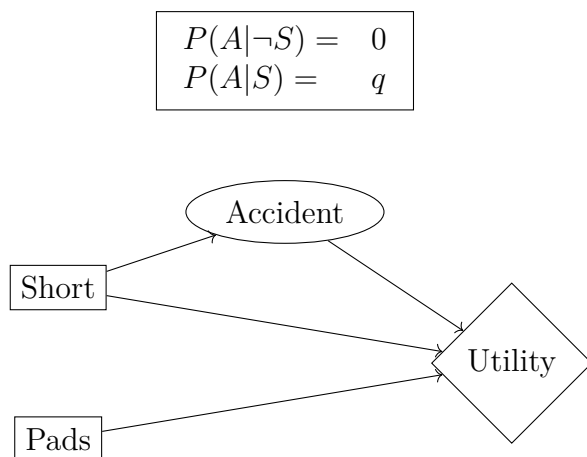 P(A|¬S) = 0
P(A|S) = q
Accident
Short
Utility
Pads